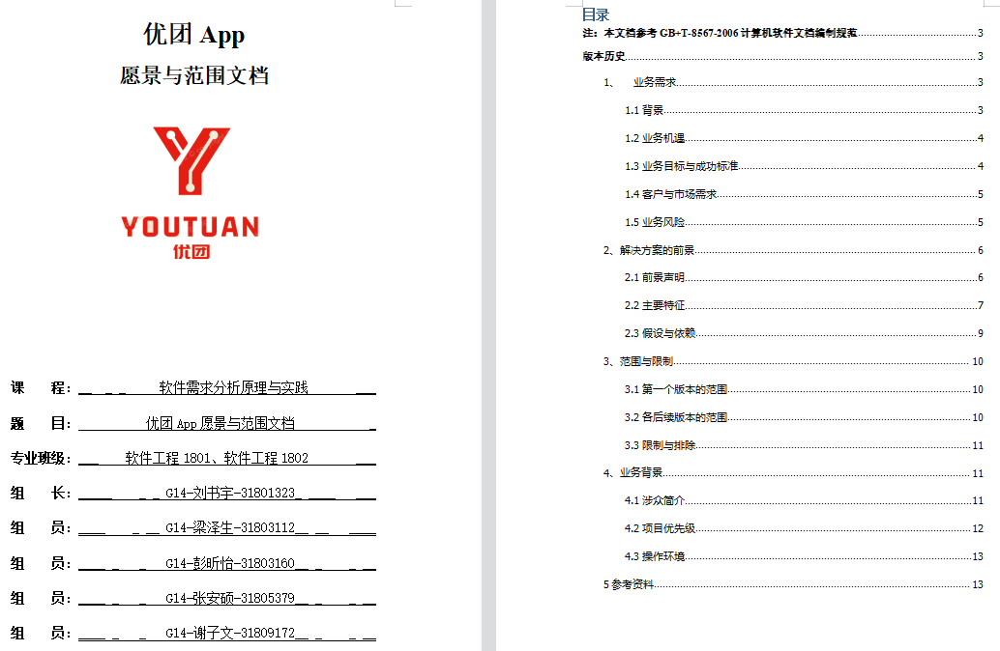 优团 App
愿景与范围文档
YOUTUAN
优团
课 程： 软件需求分析原理与实践
题 目： 优团 App 愿景与范围文档
专业班级： 软件工程 1801、软件工程 1802
组 长： G14-刘书宇-31801323
组 员： G14-梁泽生-31803112
组 员： G14-彭昕怡-31803160
组 员： G14-张安硕-31805379
组 员： G14-谢子文-31809172
目录
注：本文档参考 GB+T-8567-2006 计算机软件文档编制规范 3
版本历史 3
1、 业务需求 3
1.1 背景 3
1.2 业务机遇 4
1.3 业务目标与成功标准 4
1.4 客户与市场需求 5
1.5 业务风险 5
2、解决方案的前景 6
2.1 前景声明 6
2.2 主要特征 7
2.3 假设与依赖 9
3、范围与限制 10
3.1 第一个版本的范围 10
3.2 各后续版本的范围 10
3.3 限制与排除 11
4、业务背景 11
4.1 涉众简介 11
4.2 项目优先级 12
4.3 操作环境 13
5 参考资料 13